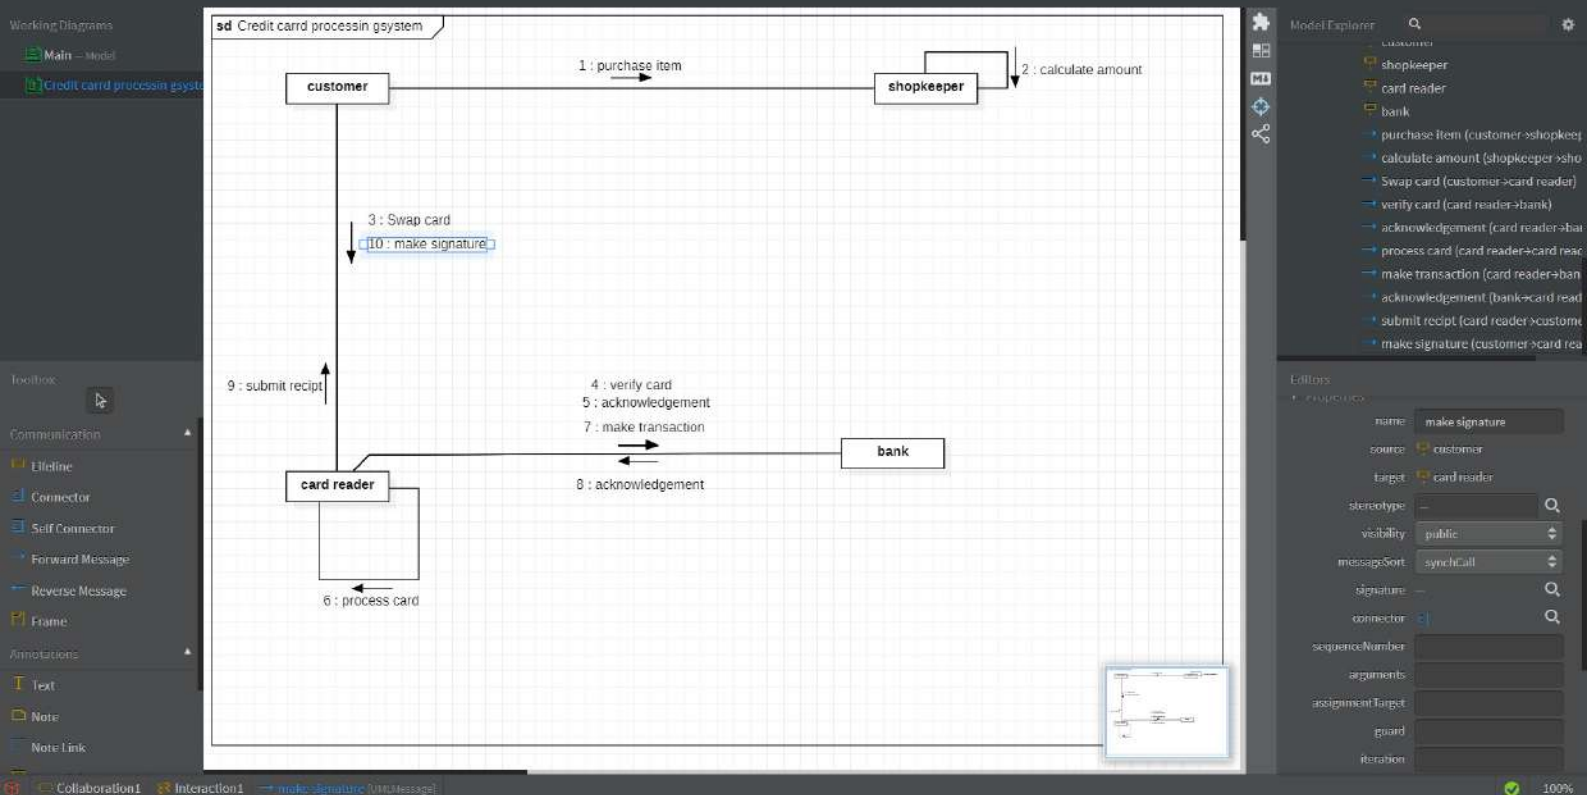 Working Diagrams
Main — Model
Credit carrd processin gsyste
Toolbox
Communication
Lifeline
Connector
Self Connector
Forward Message
Reverse Message
Frame
Annotations
Text
Note
Note Link
sd Credit carrd processin gsystem
customer
1 : purchase item
shopkeeper
2 : calculate amount
3 : Swap card
10 : make signature
9 : submit recipt
4 : verify card
5 : acknowledgement
7 : make transaction
bank
card reader
8 : acknowledgement
6 : process card
Model Explorer
customer
shopkeeper
card reader
bank
purchase item (customer→shopkeep
calculate amount (shopkeeper→sho
Swap card (customer→card reader)
verify card (card reader→bank)
acknowledgement (card reader→ba
process card (card reader→card reac
make transaction (card reader→ban
acknowledgement (bank→card read
submit recipt (card reader→custome
make signature (customer→card rea
Editors
Properties
name make signature
source customer
target card reader
stereotype —
visibility public
messageSort synchCall
signature —
connector
sequenceNumber
arguments
assignmentTarget
guard
iteration
Collaboration1 Interaction1 make signature [UMLMessage]
100%